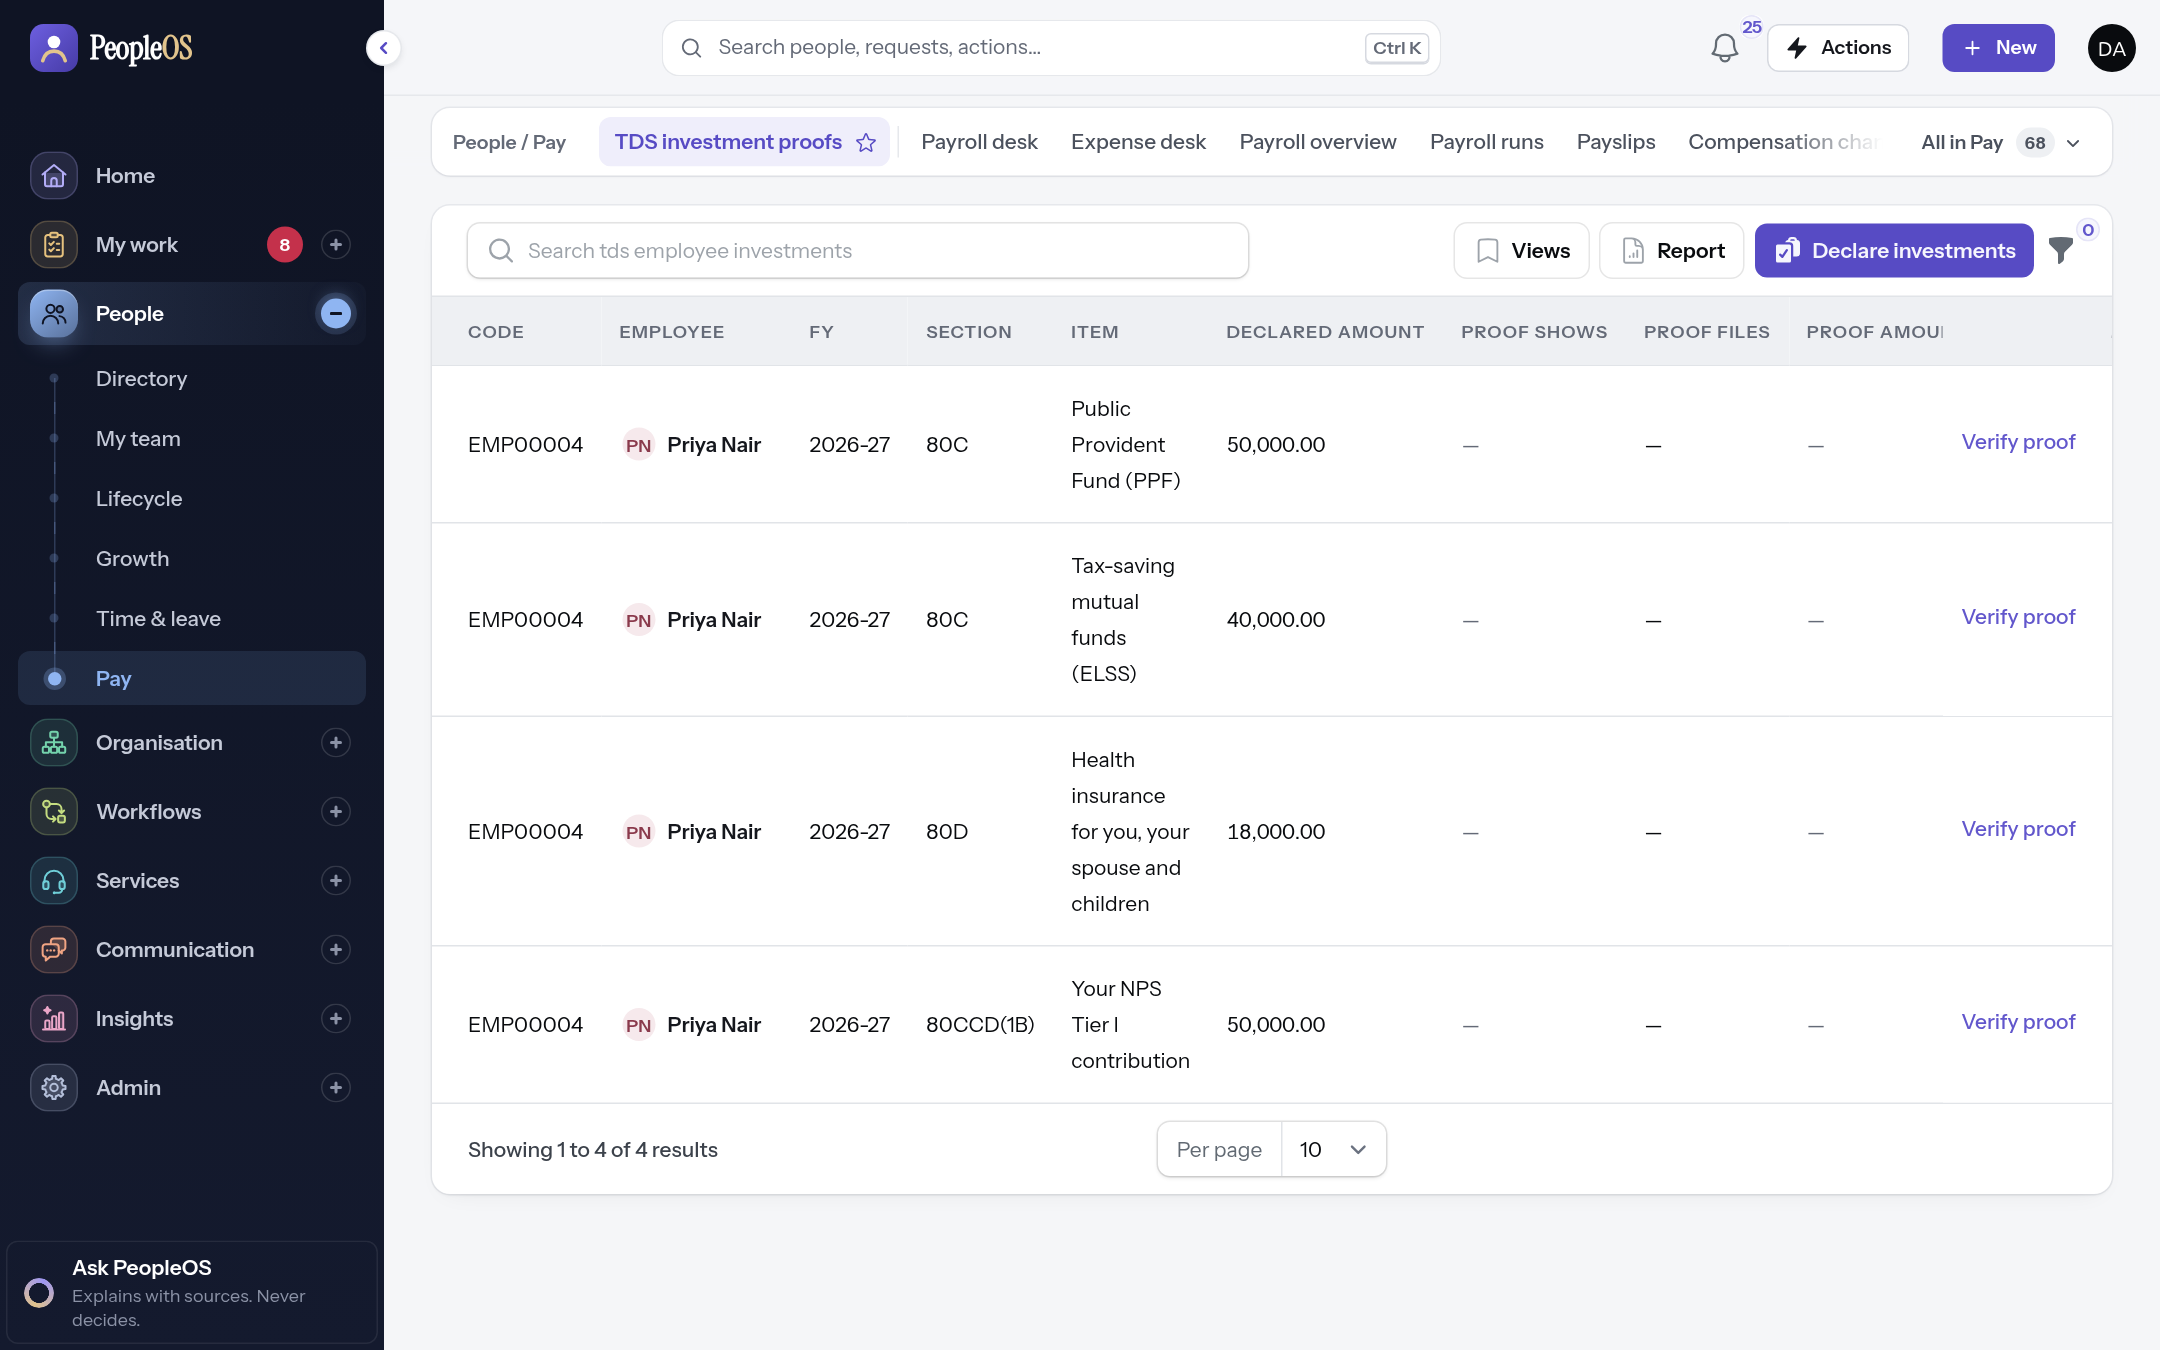 PeopleOS
Search people, requests, actions...
Ctrl K
25
Actions
New
DA
Home
My work
8
People
Directory
My team
Lifecycle
Growth
Time & leave
Pay
Organisation
Workflows
Services
Communication
Insights
Admin
Ask PeopleOS
Explains with sources. Never
decides.
People / Pay
TDS investment proofs
Payroll desk
Expense desk
Payroll overview
Payroll runs
Payslips
Compensation
All in Pay
68
Search tds employee investments
Views
Report
Declare investments
0
CODE EMPLOYEE FY SECTION ITEM DECLARED AMOUNT PROOF SHOWS PROOF FILES PROOF AMOU
EMP00004 PN Priya Nair 2026-27 80C
Public
Provident
Fund (PPF)
50,000.00 — — — Verify proof
EMP00004 PN Priya Nair 2026-27 80C
Tax-saving
mutual
funds
(ELSS)
40,000.00 — — — Verify proof
EMP00004 PN Priya Nair 2026-27 80D
Health
insurance
for you, your
spouse and
children
18,000.00 — — — Verify proof
EMP00004 PN Priya Nair 2026-27 80CCD(1B)
Your NPS
Tier I
contribution
50,000.00 — — — Verify proof
Showing 1 to 4 of 4 results
Per page 10